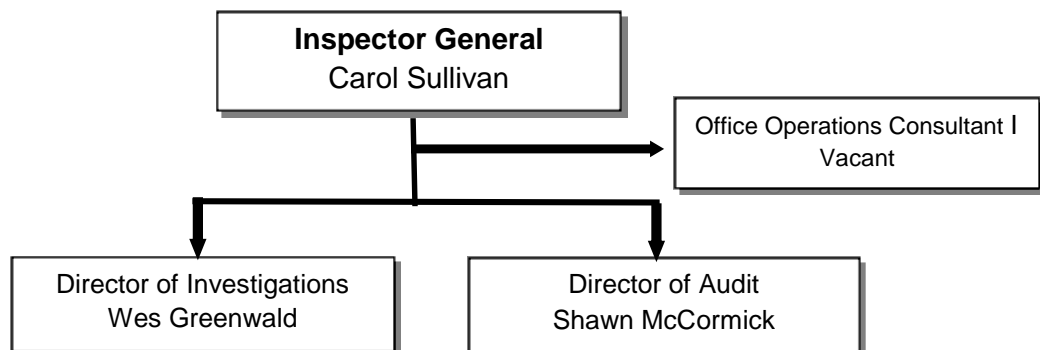 Inspector General
Carol Sullivan
Office Operations Consultant I
Vacant
Director of Investigations
Wes Greenwald
Director of Audit
Shawn McCormick